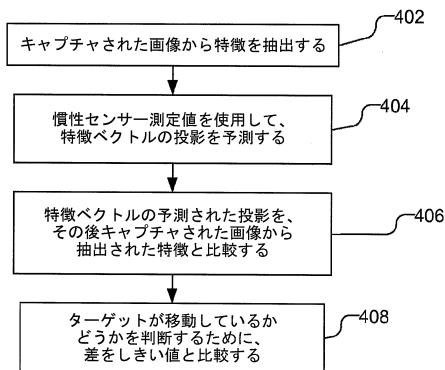 402
キャプチャされた画像から特徴を抽出する
404
慣性センサー測定値を使用して、
特徴ベクトルの投影を予測する
406
特徴ベクトルの予測された投影を、
その後キャプチャされた画像から
抽出された特徴と比較する
408
ターゲットが移動しているか
どうかを判断するために、
差をしきい値と比較する